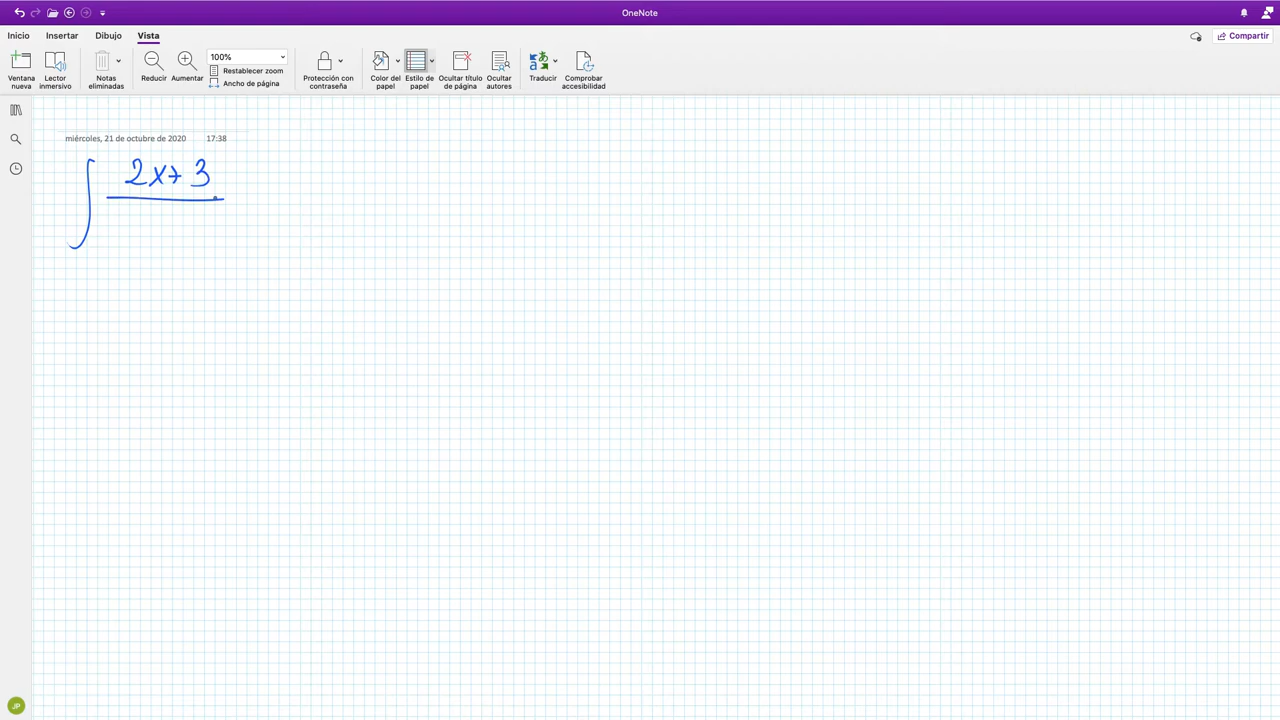 OneNote
Inicio Insertar Dibujo Vista Compartir
100%
Restablecer zoom
Ancho de página
Ventana nueva
Lector inmersivo
Notas eliminadas
Reducir
Aumentar
Protección con contraseña
Color del papel
Estilo de papel
Ocultar título de página
Ocultar autores
Traducir
Comprobar accesibilidad
miércoles, 21 de octubre de 2020 17:38
∫ 2x+3
JP